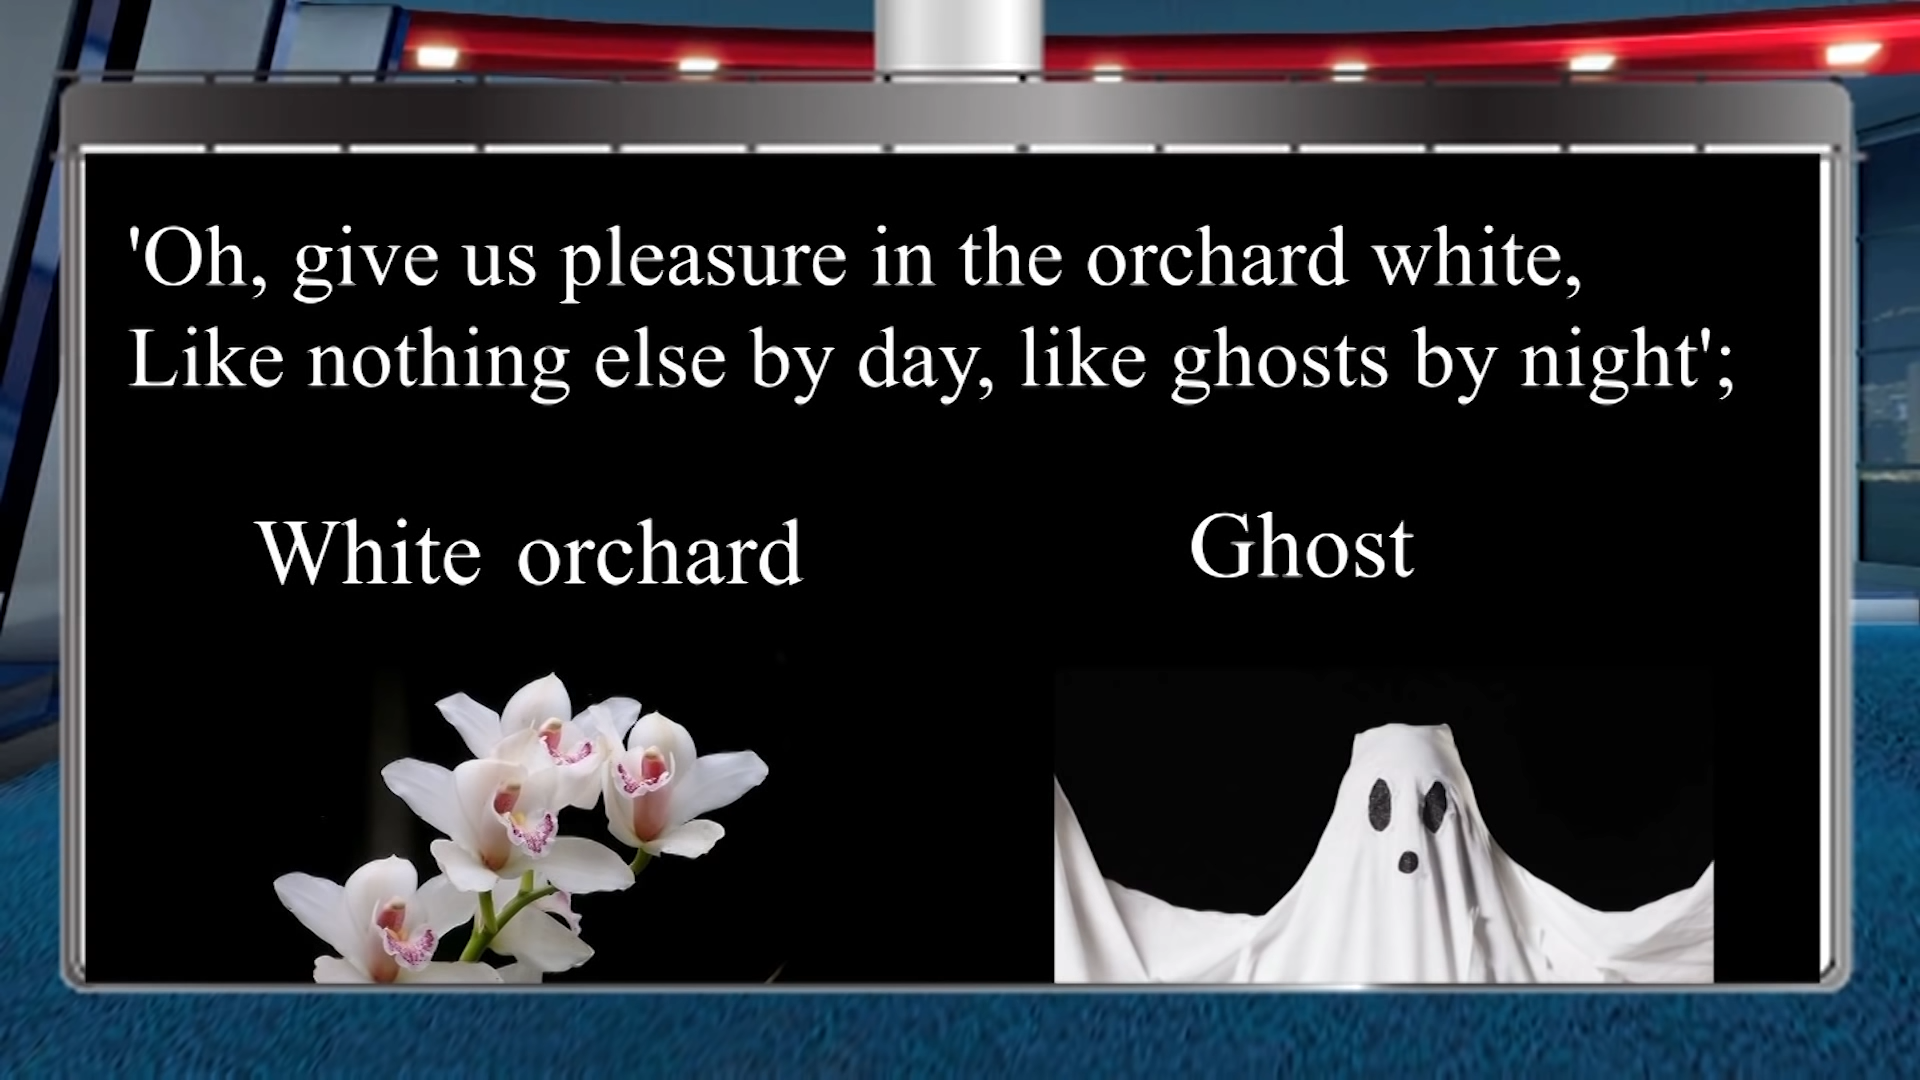 'Oh, give us pleasure in the orchard white,
Like nothing else by day, like ghosts by night';
White orchard
Ghost